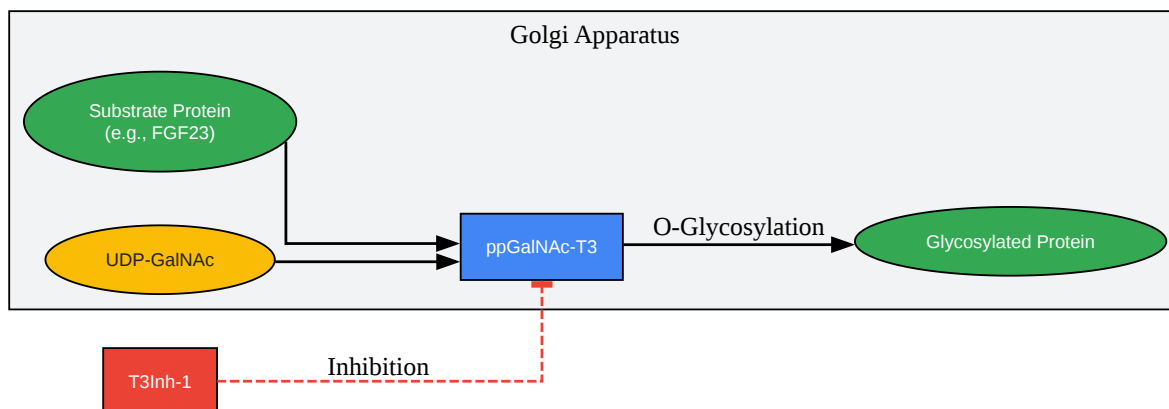 Golgi Apparatus
Substrate Protein
(e.g., FGF23)
UDP-GalNAc
ppGalNAc-T3
O-Glycosylation
Glycosylated Protein
T3Inh-1
Inhibition